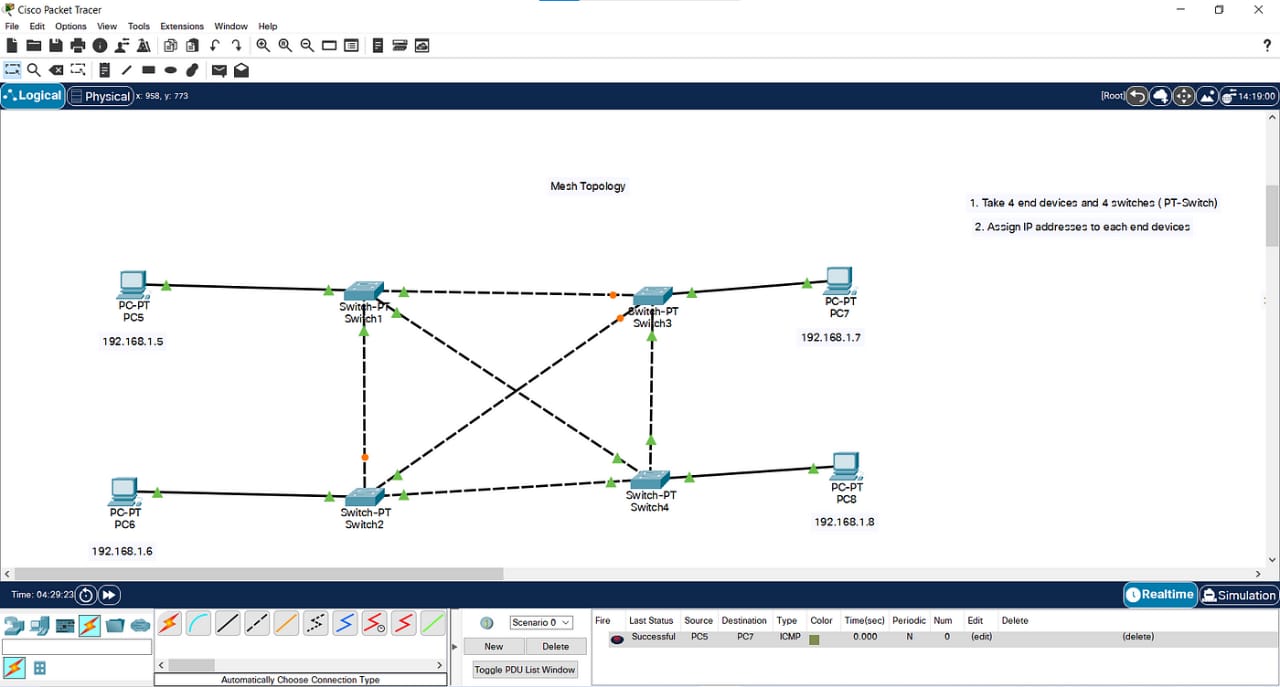 Cisco Packet Tracer
File Edit Options View Tools Extensions Window Help
?
Logical Physical x: 958, y: 773 [Root] 14:19:00
Mesh Topology
1. Take 4 end devices and 4 switches ( PT-Switch)
2. Assign IP addresses to each end devices
PC-PT
PC5
192.168.1.5
Switch-PT
Switch1
Switch-PT
Switch3
PC-PT
PC7
192.168.1.7
PC-PT
PC6
192.168.1.6
Switch-PT
Switch2
Switch-PT
Switch4
PC-PT
PC8
192.168.1.8
Time: 04:29:23 Realtime Simulation
Scenario 0
New Delete
Toggle PDU List Window
Automatically Choose Connection Type
Fire Last Status Source Destination Type Color Time(sec) Periodic Num Edit Delete
Successful PC5 PC7 ICMP 0.000 N 0 (edit) (delete)